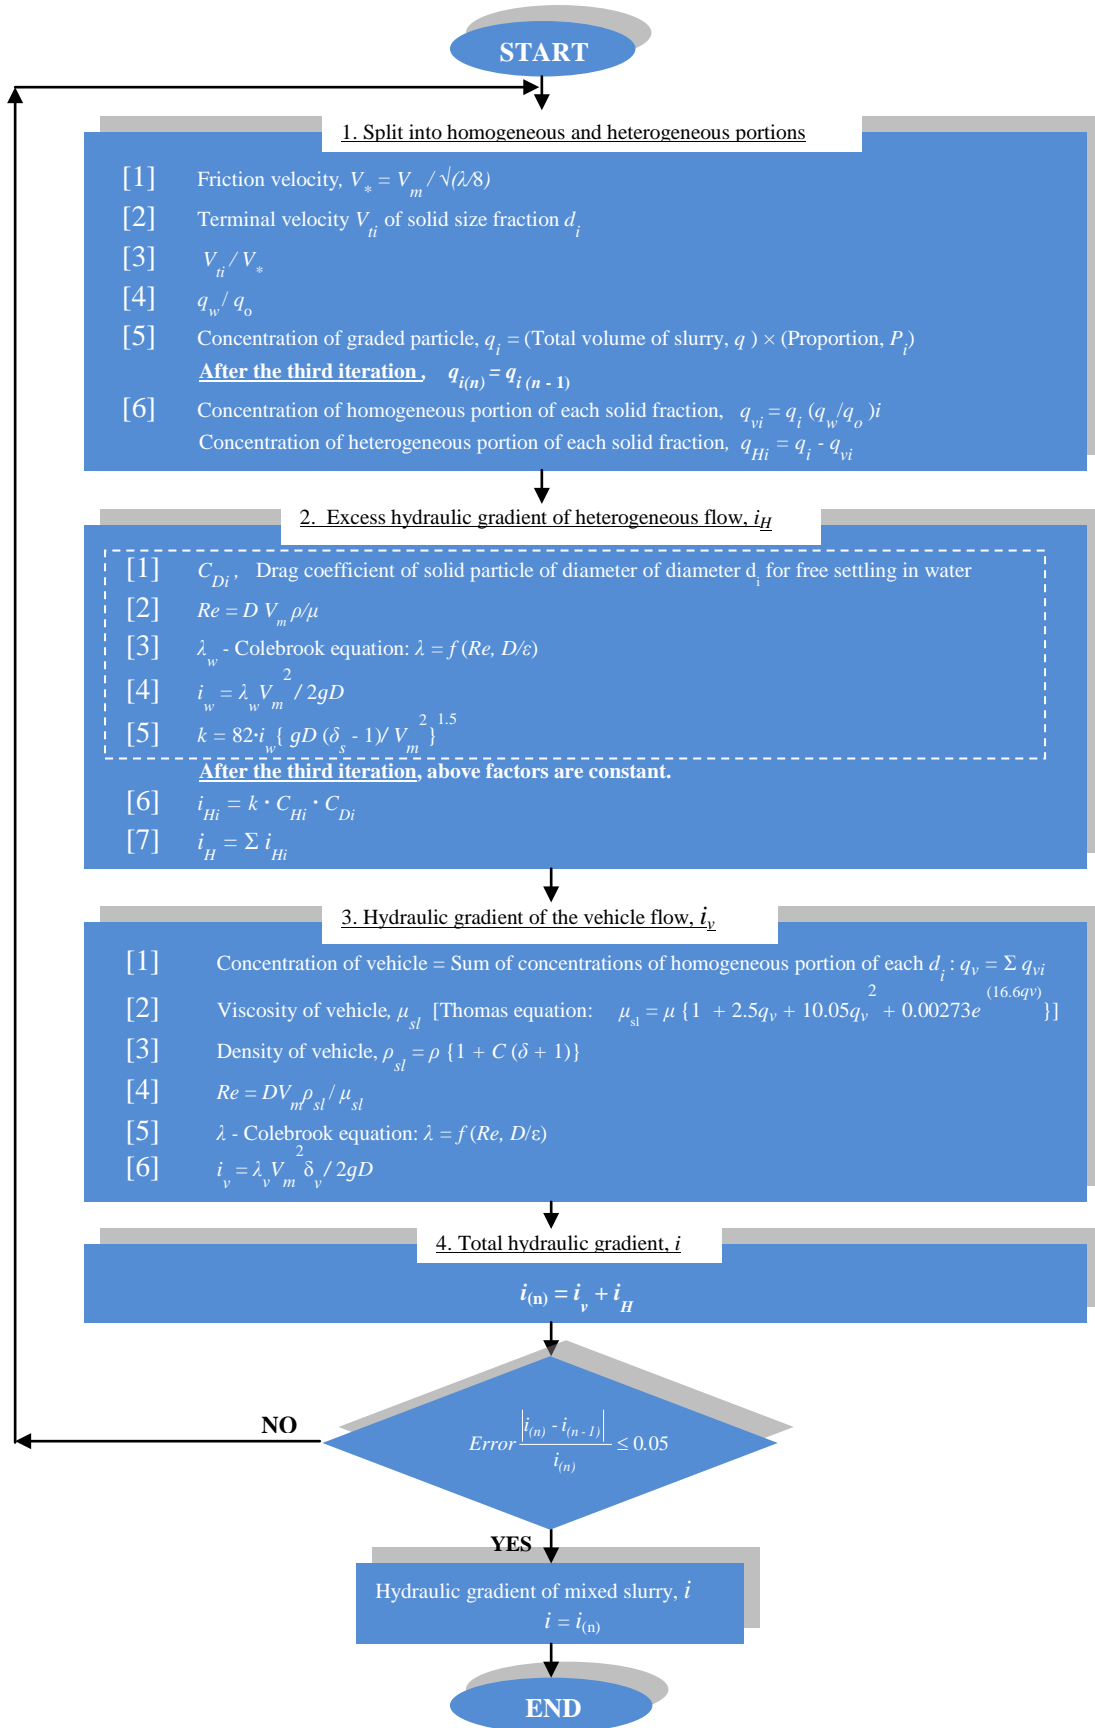 START
1. Split into homogeneous and heterogeneous portions
[1] Friction velocity, V* = Vm / √(λ/8)
[2] Terminal velocity Vti of solid size fraction di
[3] Vti / V*
[4] qw / qo
[5] Concentration of graded particle, qi = (Total volume of slurry, q ) × (Proportion, Pi)
After the third iteration , qi(n) = qi (n - 1)
[6] Concentration of homogeneous portion of each solid fraction, qvi = qi (qw/qo )i
Concentration of heterogeneous portion of each solid fraction, qHi = qi - qvi
2. Excess hydraulic gradient of heterogeneous flow, iH
[1] CDi , Drag coefficient of solid particle of diameter of diameter di for free settling in water
[2] Re = D Vm ρ/μ
[3] λw - Colebrook equation: λ = f (Re, D/ε)
[4] iw = λw Vm² / 2gD
[5] k = 82·iw{ gD (δs - 1)/ Vm² }^1.5
After the third iteration, above factors are constant.
[6] iHi = k · CHi · CDi
[7] iH = Σ iHi
3. Hydraulic gradient of the vehicle flow, iv
[1] Concentration of vehicle = Sum of concentrations of homogeneous portion of each di : qv = Σ qvi
[2] Viscosity of vehicle, μsl [Thomas equation: μsl = μ {1 + 2.5qv + 10.05qv² + 0.00273e^(16.6qv)}]
[3] Density of vehicle, ρsl = ρ {1 + C (δ + 1)}
[4] Re = DVmρsl / μsl
[5] λ - Colebrook equation: λ = f (Re, D/ε)
[6] iv = λv Vm² δv / 2gD
4. Total hydraulic gradient, i
i(n) = iv + iH
Error |i(n) - i(n - 1)| / i(n) ≤ 0.05
NO
YES
Hydraulic gradient of mixed slurry, i
i = i(n)
END